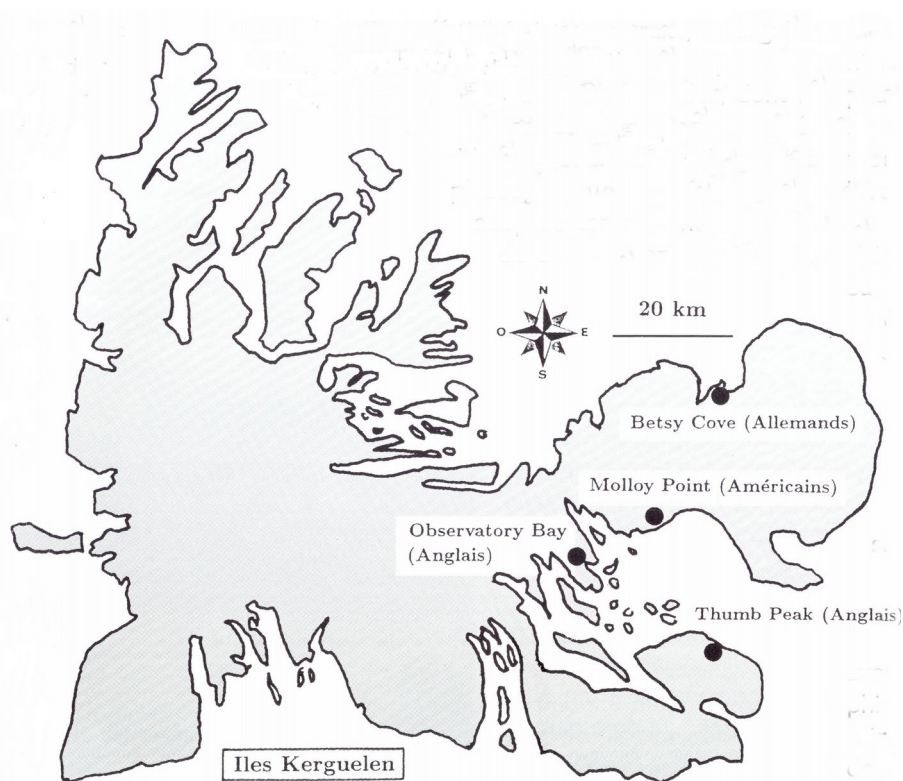 N
O
E
S
20 km
Betsy Cove (Allemands)
Molloy Point (Américains)
Observatory Bay
(Anglais)
Thumb Peak (Anglais)
Iles Kerguelen